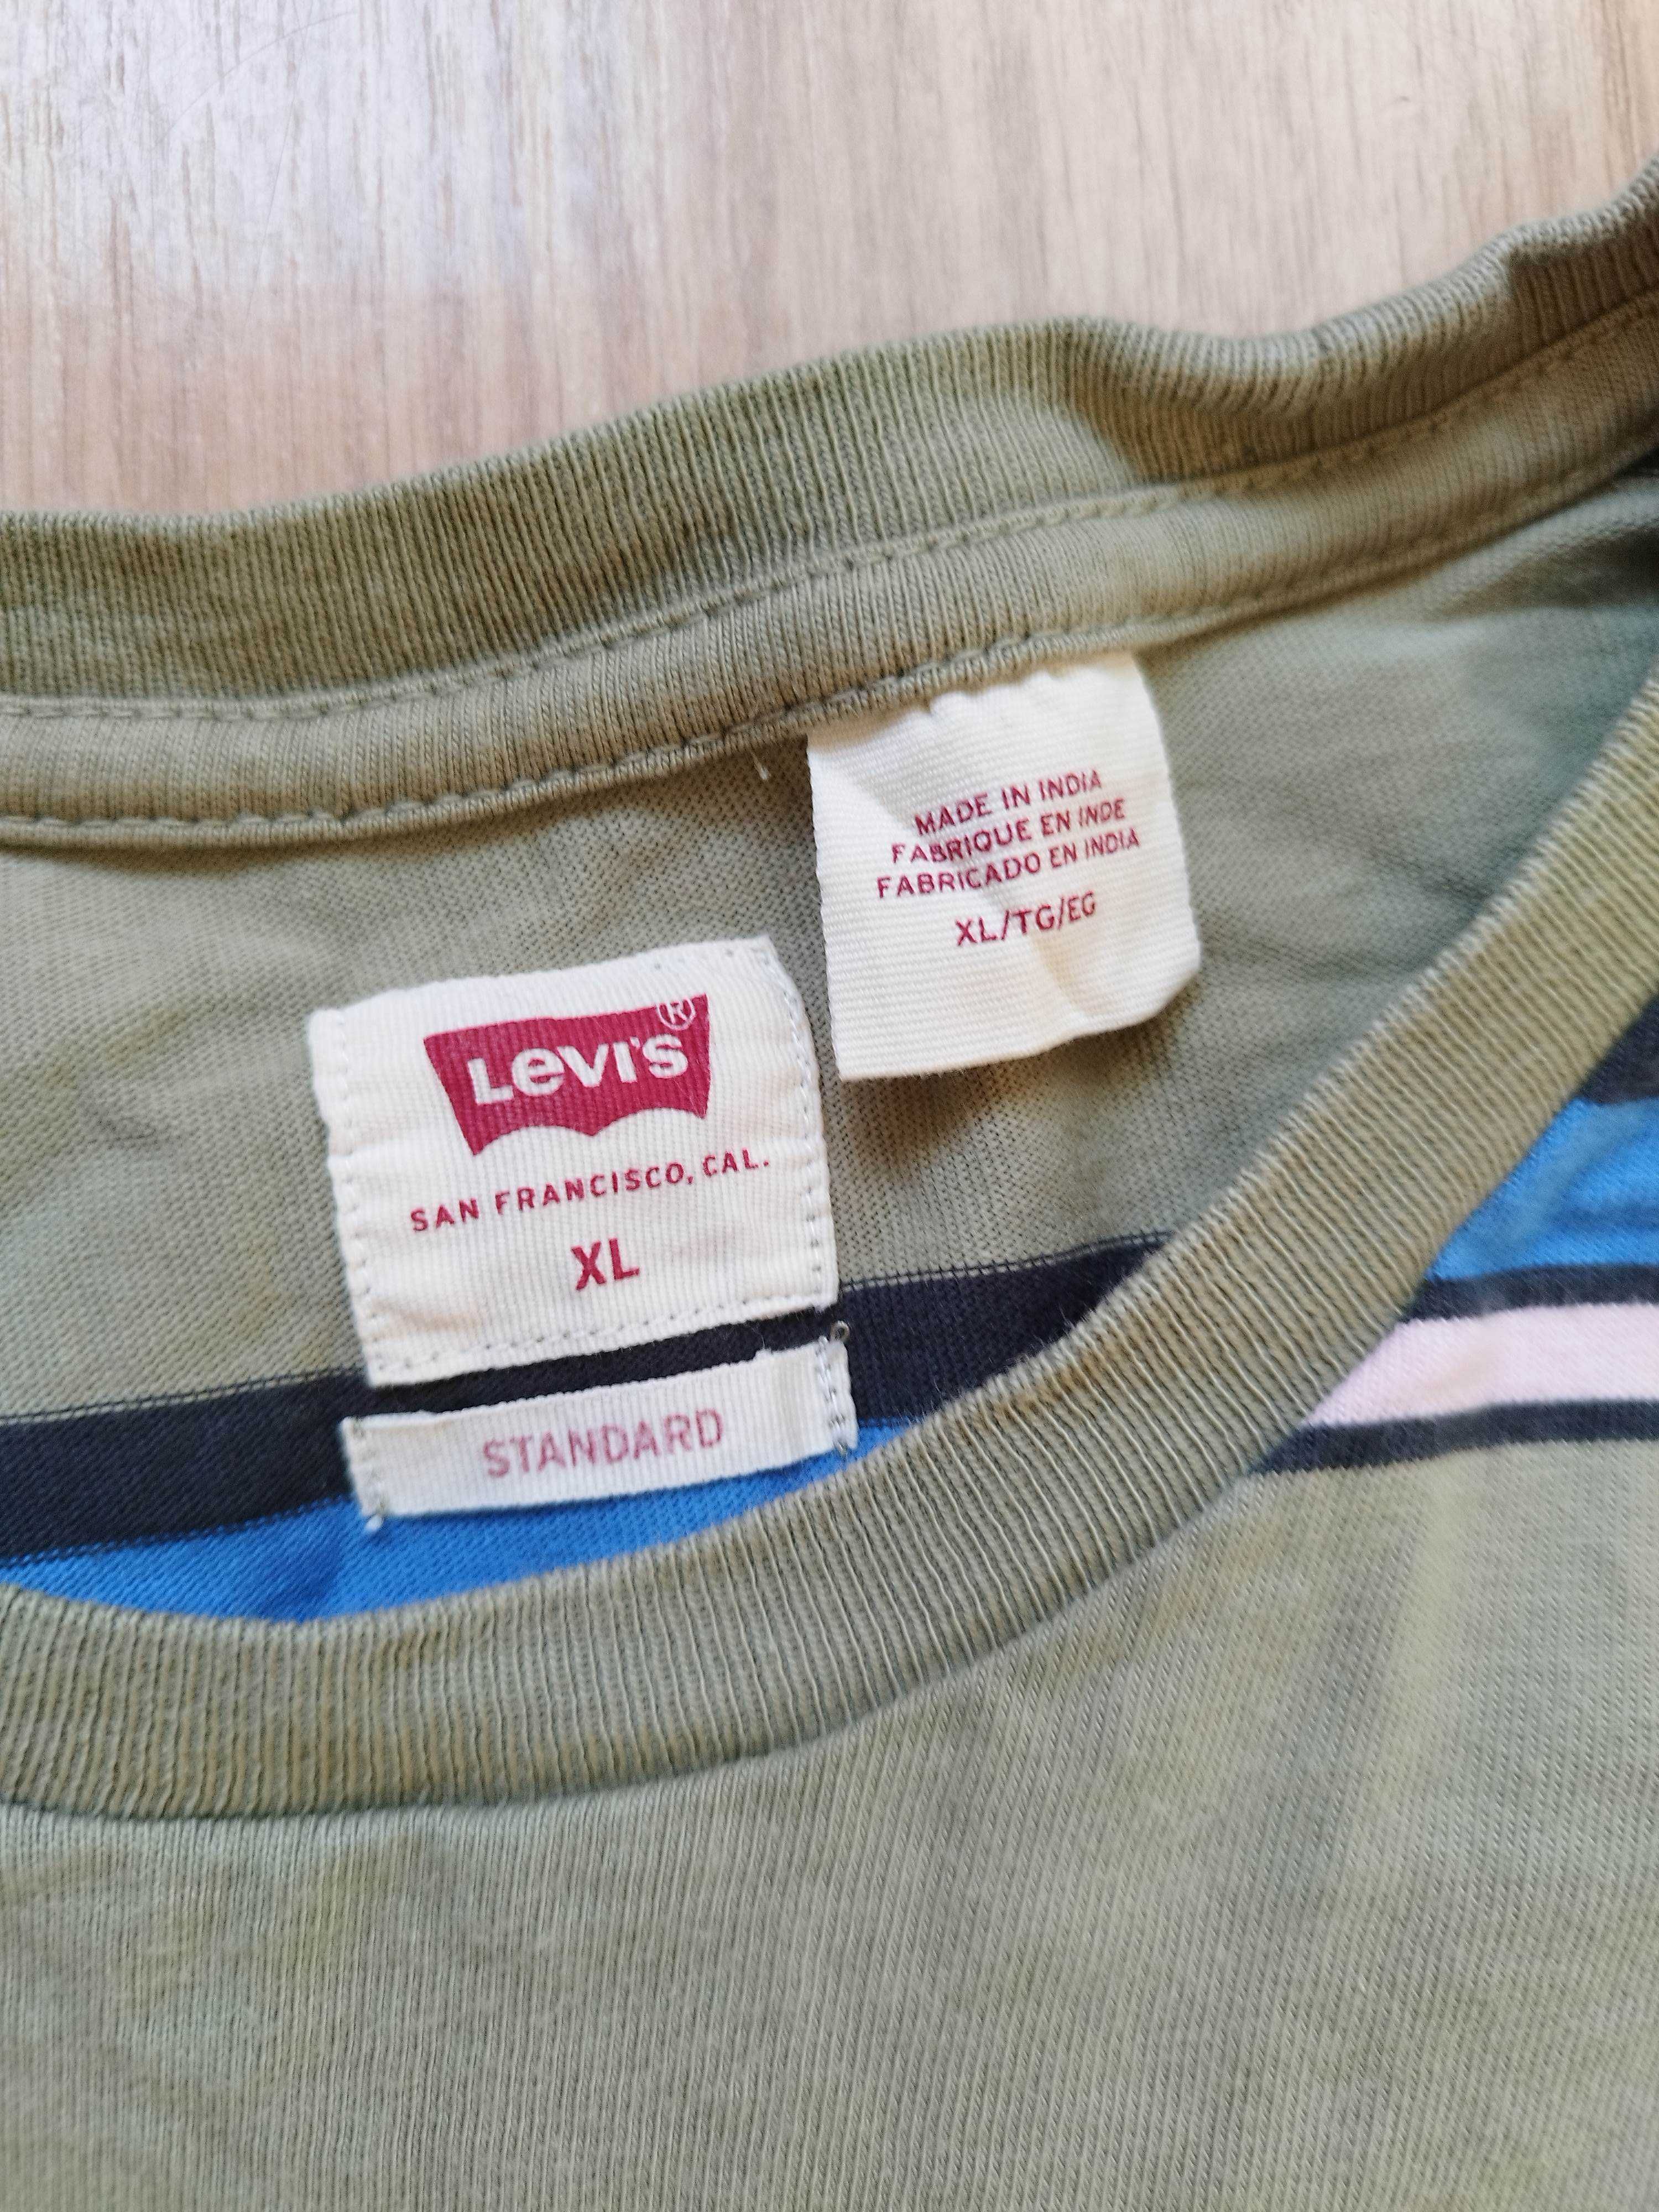 MADE IN INDIA
FABRIQUE EN INDE
FABRICADO EN INDIA
XL/TG/EG
LEVI'S®
SAN FRANCISCO, CAL.
XL
STANDARD